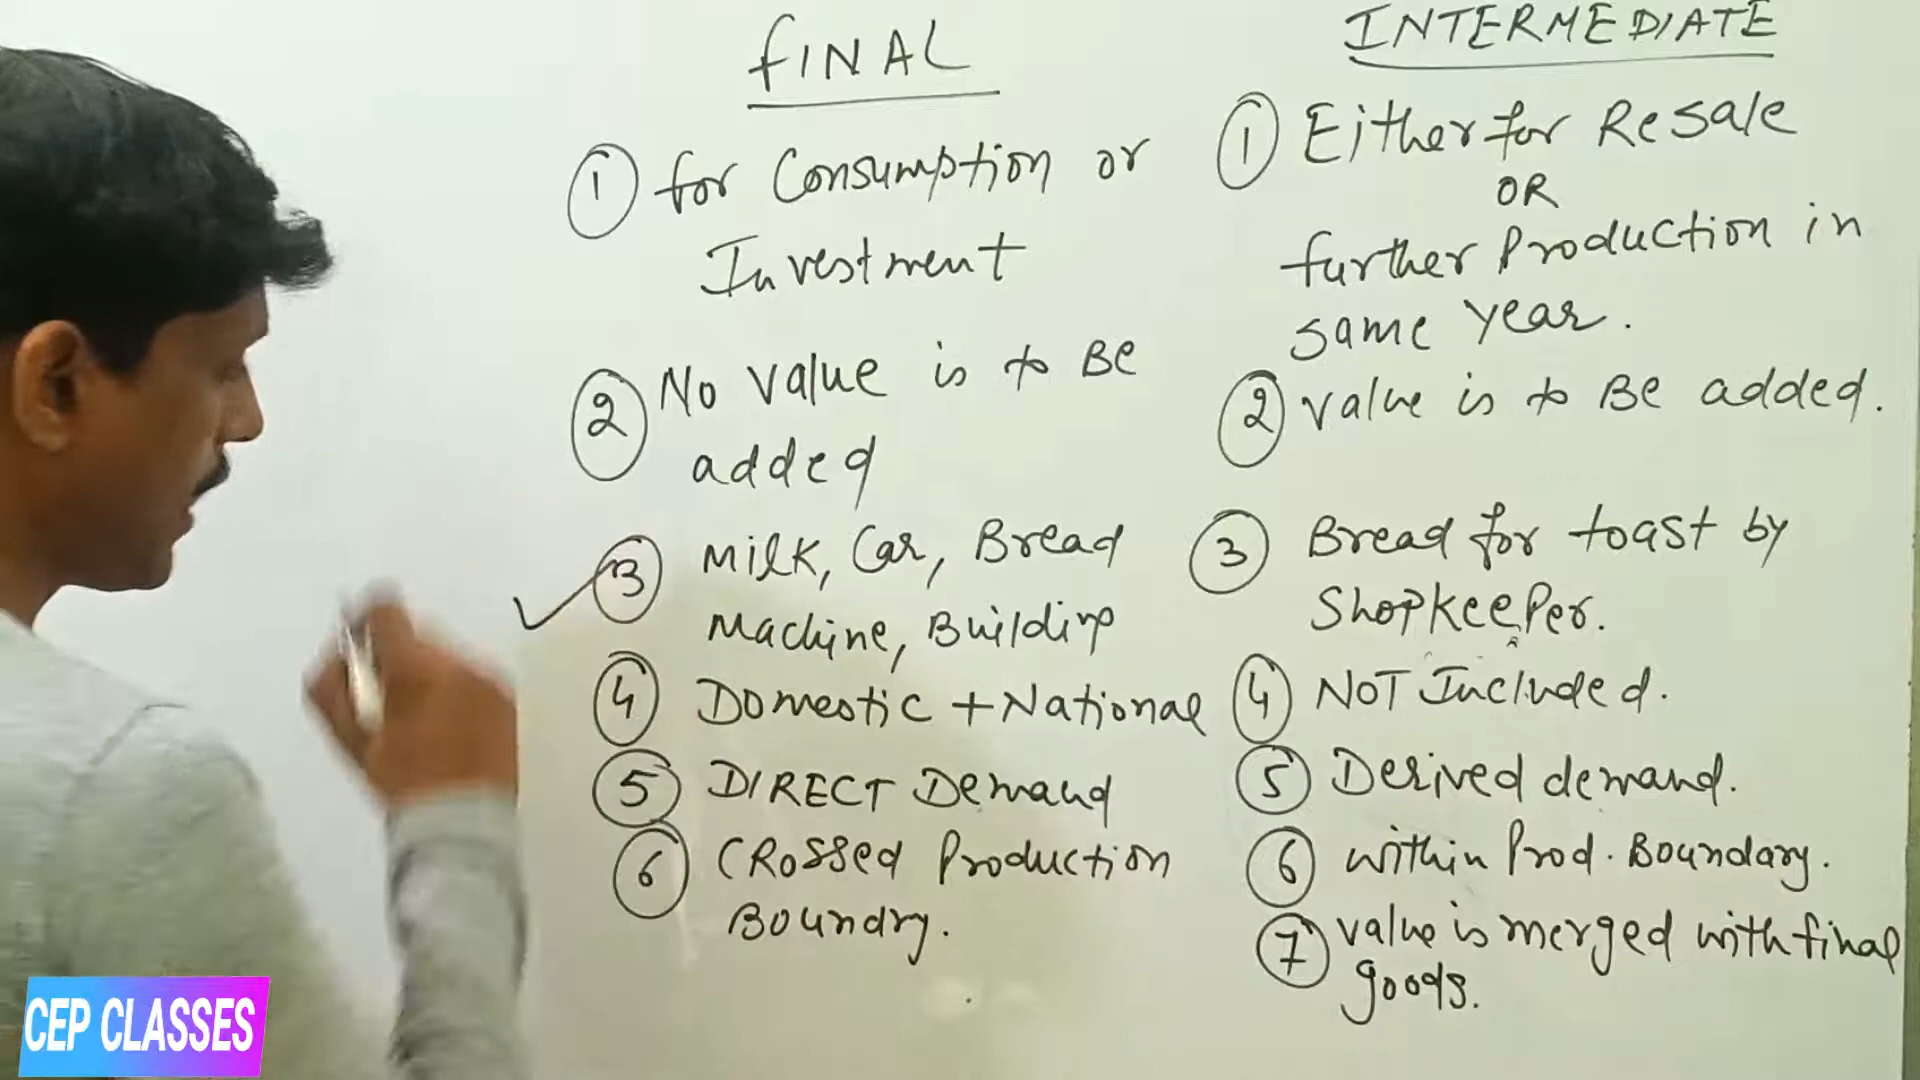 FINAL
① for Consumption or
Investment
② No value is to Be
added
③ Milk, Car, Bread
Machine, Building
④ Domestic + National
⑤ DIRECT Demand
⑥ CRossed Production
Boundry.
INTERMEDIATE
① Either for Resale
OR
further Production in
same year.
② value is to Be added.
③ Bread for toast by
ShopkeePer.
④ NOT Included.
⑤ Derived demand.
⑥ within Prod. Boundary.
⑦ value is merged with final
goods.
CEP CLASSES